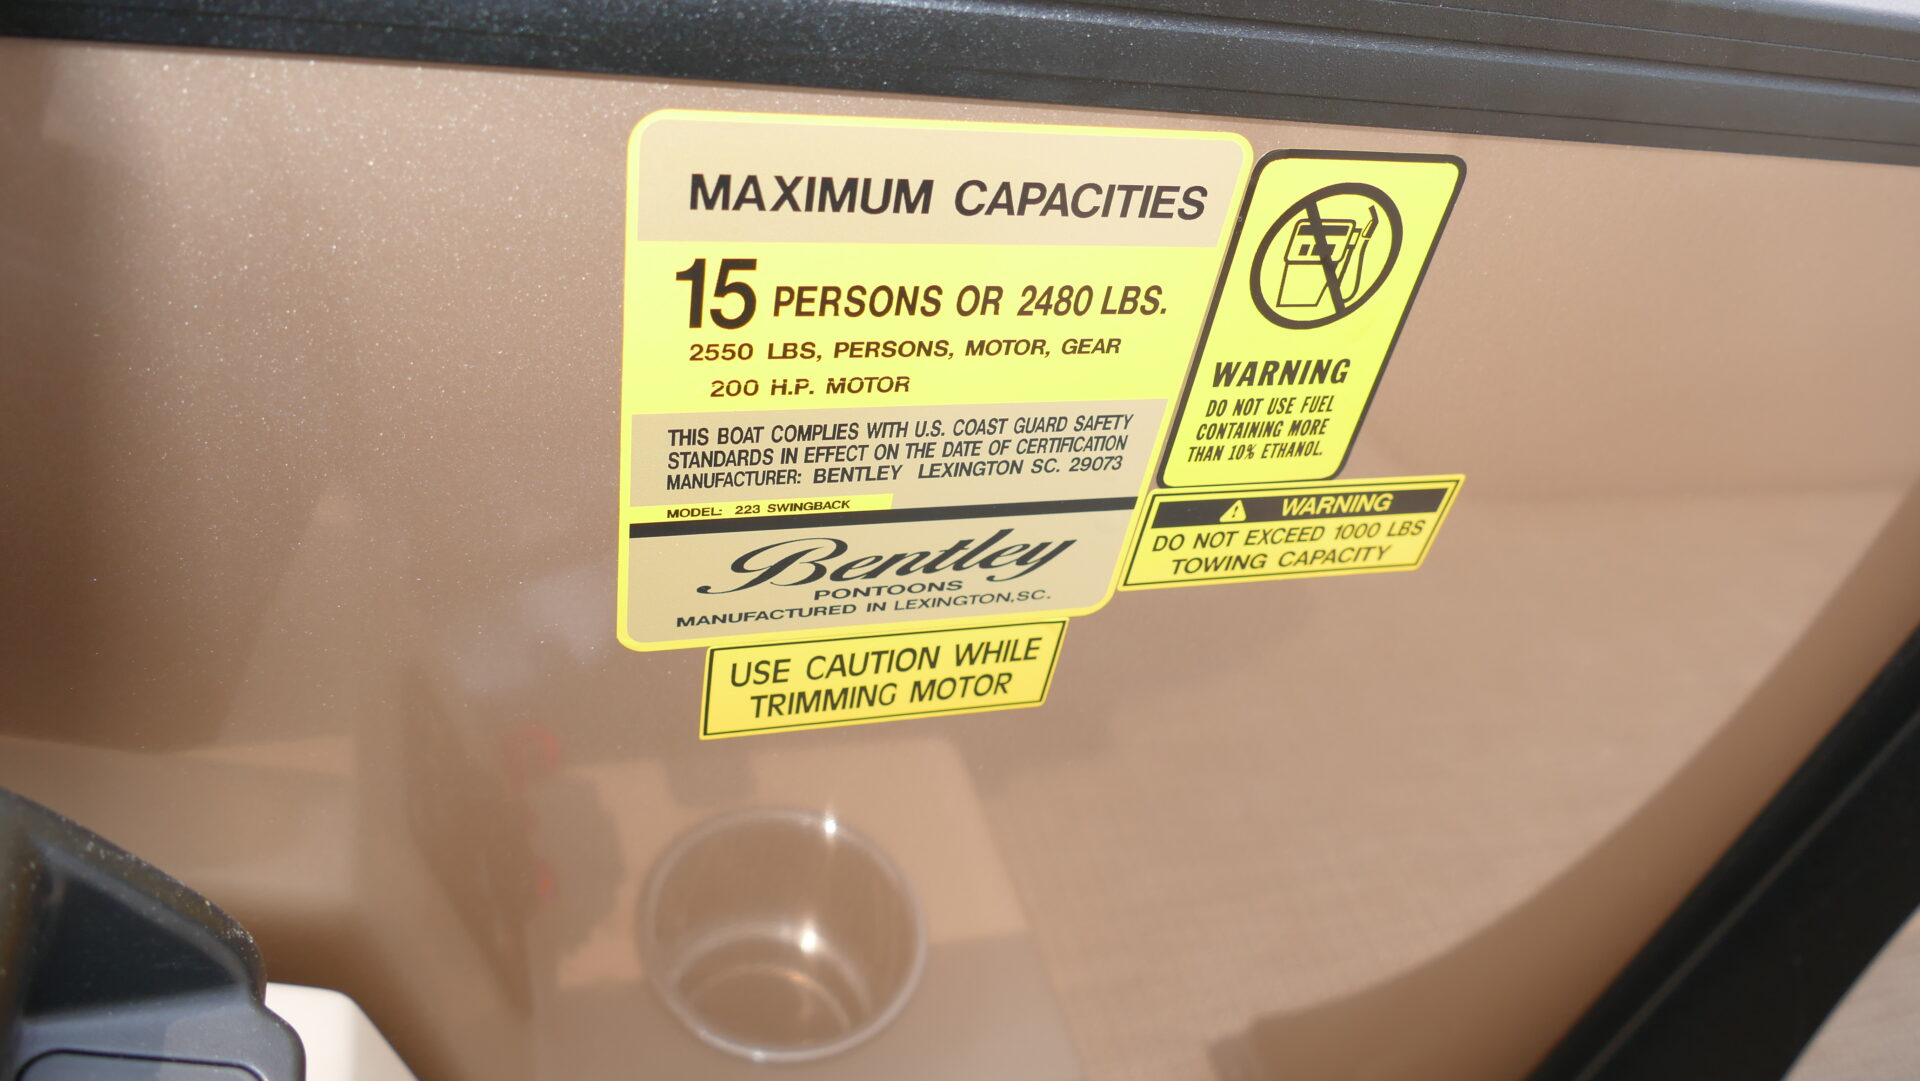 MAXIMUM CAPACITIES
15 PERSONS OR 2480 LBS.
2550 LBS, PERSONS, MOTOR, GEAR
200 H.P. MOTOR
THIS BOAT COMPLIES WITH U.S. COAST GUARD SAFETY
STANDARDS IN EFFECT ON THE DATE OF CERTIFICATION
MANUFACTURER: BENTLEY LEXINGTON SC. 29073
MODEL: 223 SWINGBACK
Bentley
PONTOONS
MANUFACTURED IN LEXINGTON,SC.
USE CAUTION WHILE
TRIMMING MOTOR
WARNING
DO NOT USE FUEL
CONTAINING MORE
THAN 10% ETHANOL.
WARNING
DO NOT EXCEED 1000 LBS
TOWING CAPACITY